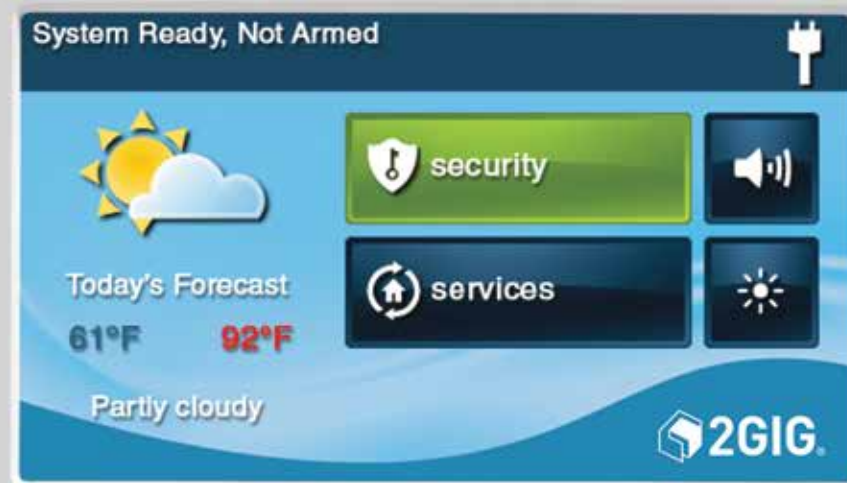 System Ready, Not Armed
security
services
Today's Forecast
61°F 92°F
Partly cloudy
2GIG.